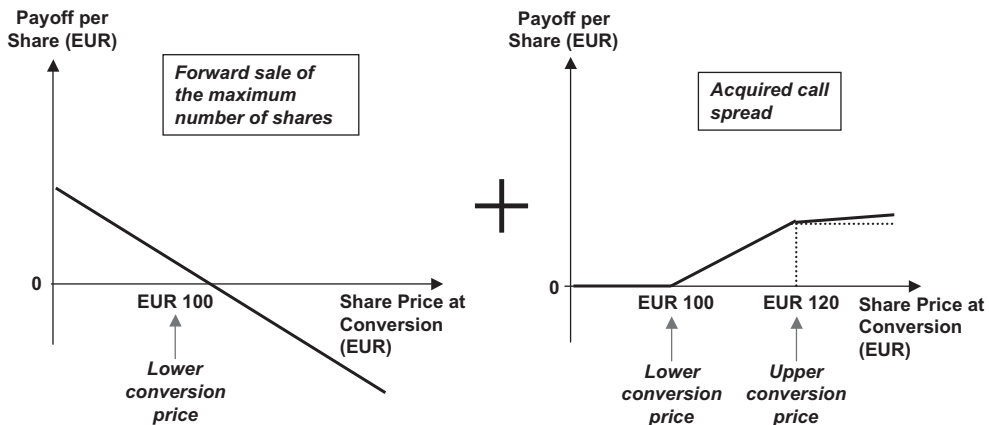 Payoff per
Share (EUR)
Forward sale of
the maximum
number of shares
0
EUR 100
Share Price at
Conversion
(EUR)
Lower
conversion
price
+
Payoff per
Share (EUR)
Acquired call
spread
0
EUR 100
EUR 120
Share Price at
Conversion
(EUR)
Lower
conversion
price
Upper
conversion
price